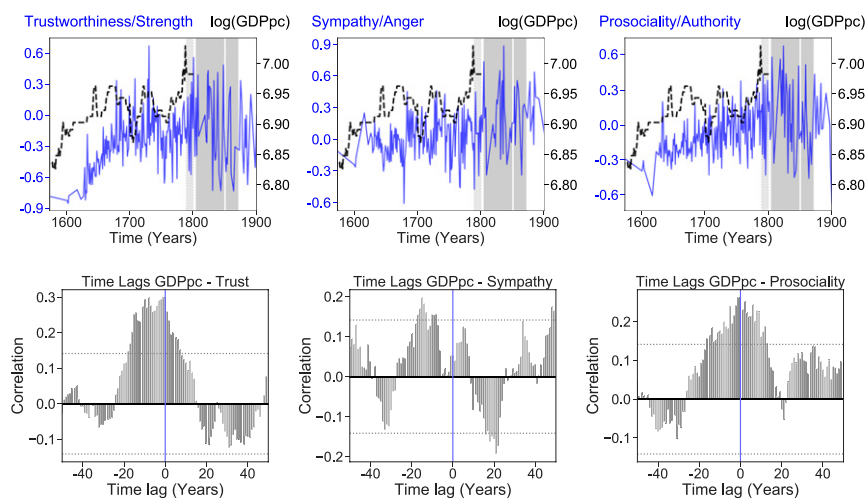 Trustworthiness/Strength log(GDPpc)
0.6
0.3
0.0
-0.3
-0.6
-0.9
7.00
6.95
6.90
6.85
6.80
1600 1700 1800 1900
Time (Years)
Sympathy/Anger log(GDPpc)
0.9
0.6
0.3
0.0
-0.3
-0.6
7.00
6.95
6.90
6.85
6.80
1600 1700 1800 1900
Time (Years)
Prosociality/Authority log(GDPpc)
0.6
0.3
0.0
-0.3
-0.6
-0.9
7.00
6.95
6.90
6.85
6.80
1600 1700 1800 1900
Time (Years)
Time Lags GDPpc - Trust
Correlation
0.3
0.2
0.1
0.0
-0.1
-40 -20 0 20 40
Time lag (Years)
Time Lags GDPpc - Sympathy
Correlation
0.2
0.1
0.0
-0.1
-0.2
-40 -20 0 20 40
Time lag (Years)
Time Lags GDPpc - Prosociality
Correlation
0.2
0.1
0.0
-0.1
-40 -20 0 20 40
Time lag (Years)